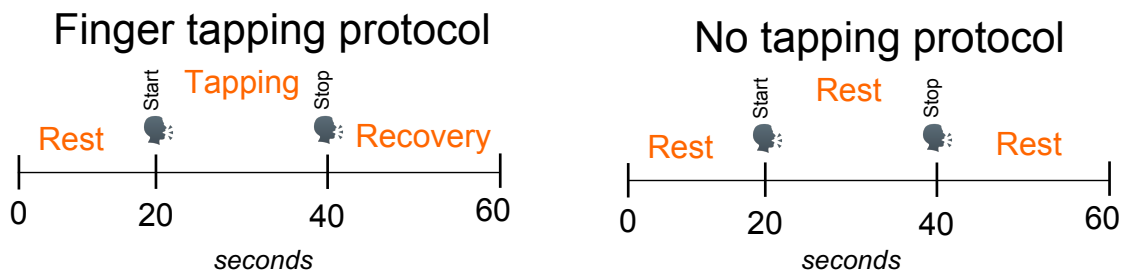 Finger tapping protocol
Start
Tapping
Stop
Rest
Recovery
0
20
40
60
seconds
No tapping protocol
Start
Rest
Stop
Rest
Rest
0
20
40
60
seconds